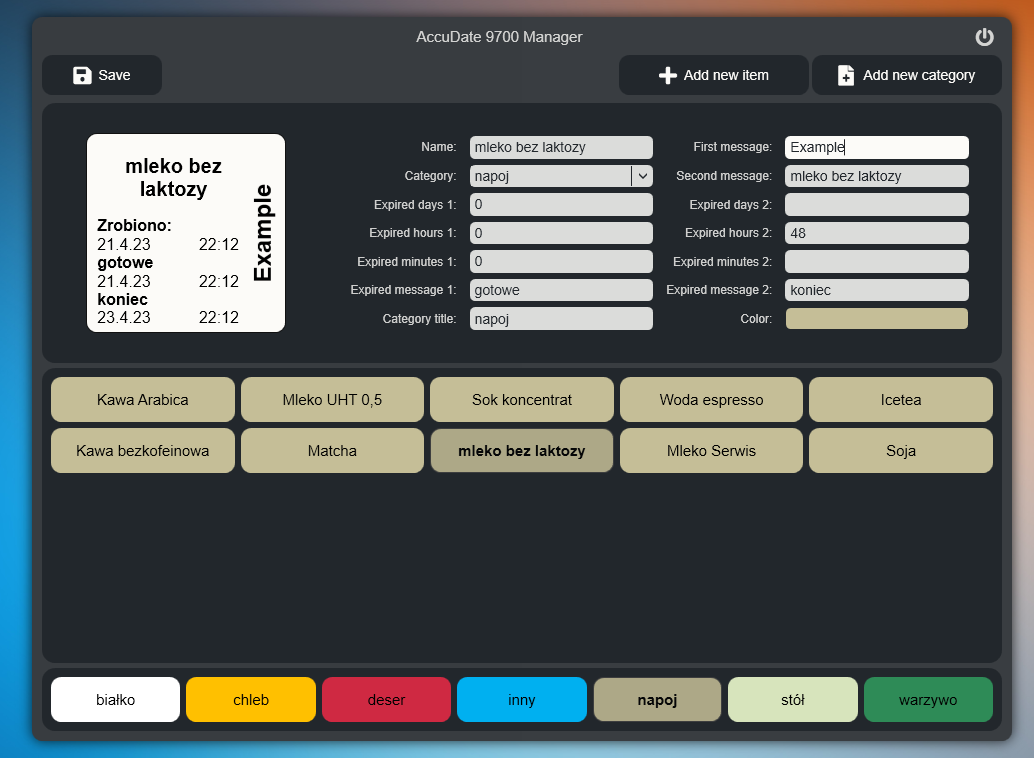 AccuDate 9700 Manager
Save
Add new item
Add new category
mleko bez
laktozy
Zrobiono:
21.4.23 22:12
gotowe
21.4.23 22:12
koniec
23.4.23 22:12
Example
Name: mleko bez laktozy
First message: Example
Category: napoj
Second message: mleko bez laktozy
Expired days 1: 0
Expired days 2:
Expired hours 1: 0
Expired hours 2: 48
Expired minutes 1: 0
Expired minutes 2:
Expired message 1: gotowe
Expired message 2: koniec
Category title: napoj
Color:
Kawa Arabica
Mleko UHT 0,5
Sok koncentrat
Woda espresso
Icetea
Kawa bezkofeinowa
Matcha
mleko bez laktozy
Mleko Serwis
Soja
białko
chleb
deser
inny
napoj
stół
warzywo